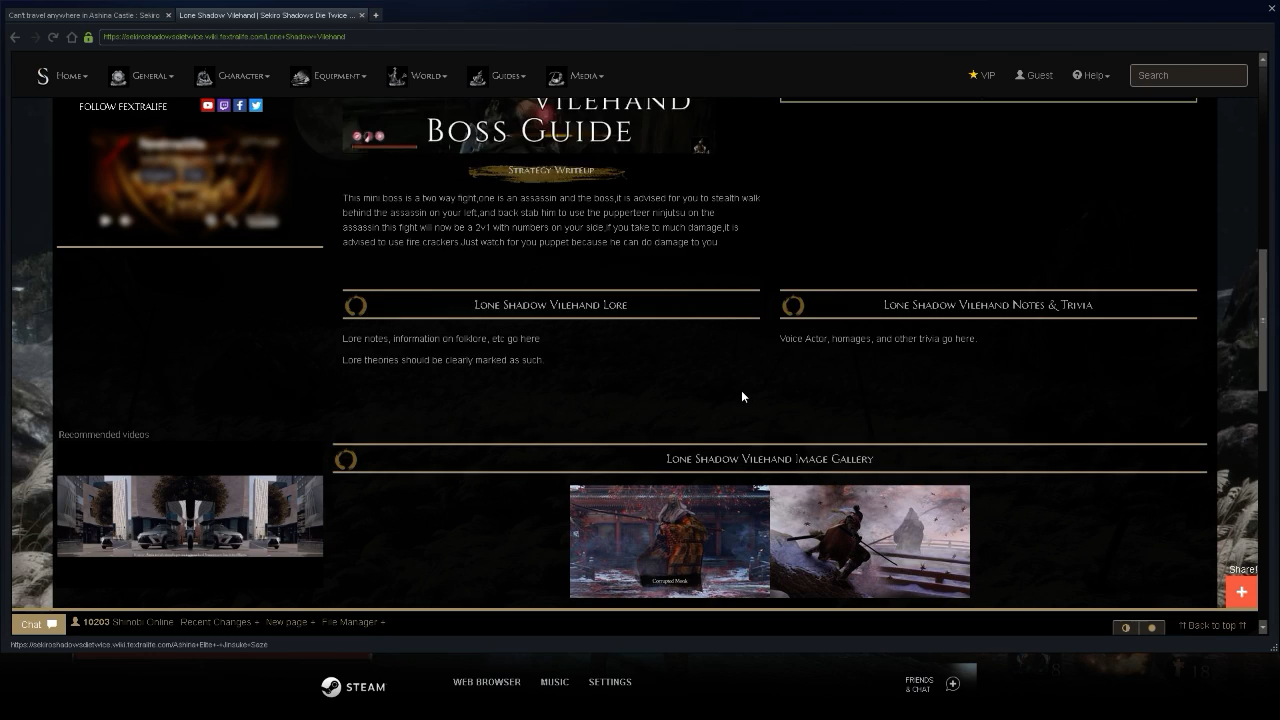 Can't travel anywhere in Ashina Castle : Sekiro
Lone Shadow Vilehand | Sekiro Shadows Die Twice ...
https://sekiroshadowsdietwice.wiki.fextralife.com/Lone+Shadow+Vilehand
S Home General Character Equipment World Guides Media VIP Guest Help Search
FOLLOW FEXTRALIFE
Vilehand
Boss Guide
Strategy Writeup
This mini boss is a two way fight,one is an assassin and the boss,it is advised for you to stealth walk
behind the assassin on your left,and back stab him to use the pupperteer ninjutsu on the
assassin this fight will now be a 2v1 with numbers on your side,if you take to much damage,it is
advised to use fire crackers.Just watch for you puppet because he can do damage to you
Lone Shadow Vilehand Lore
Lone Shadow Vilehand Notes & Trivia
Lore notes, information on folklore, etc go here
Voice Actor, homages, and other trivia go here.
Lore theories should be clearly marked as such.
Recommended videos
Lone Shadow Vilehand Image Gallery
Corrupted Monk
Share!
Chat 10203 Shinobi Online Recent Changes + New page + File Manager +
†† Back to top ††
https://sekiroshadowsdietwice.wiki.fextralife.com/Ashina+Elite+-+Jinsuke+Saze
STEAM WEB BROWSER MUSIC SETTINGS FRIENDS
& CHAT